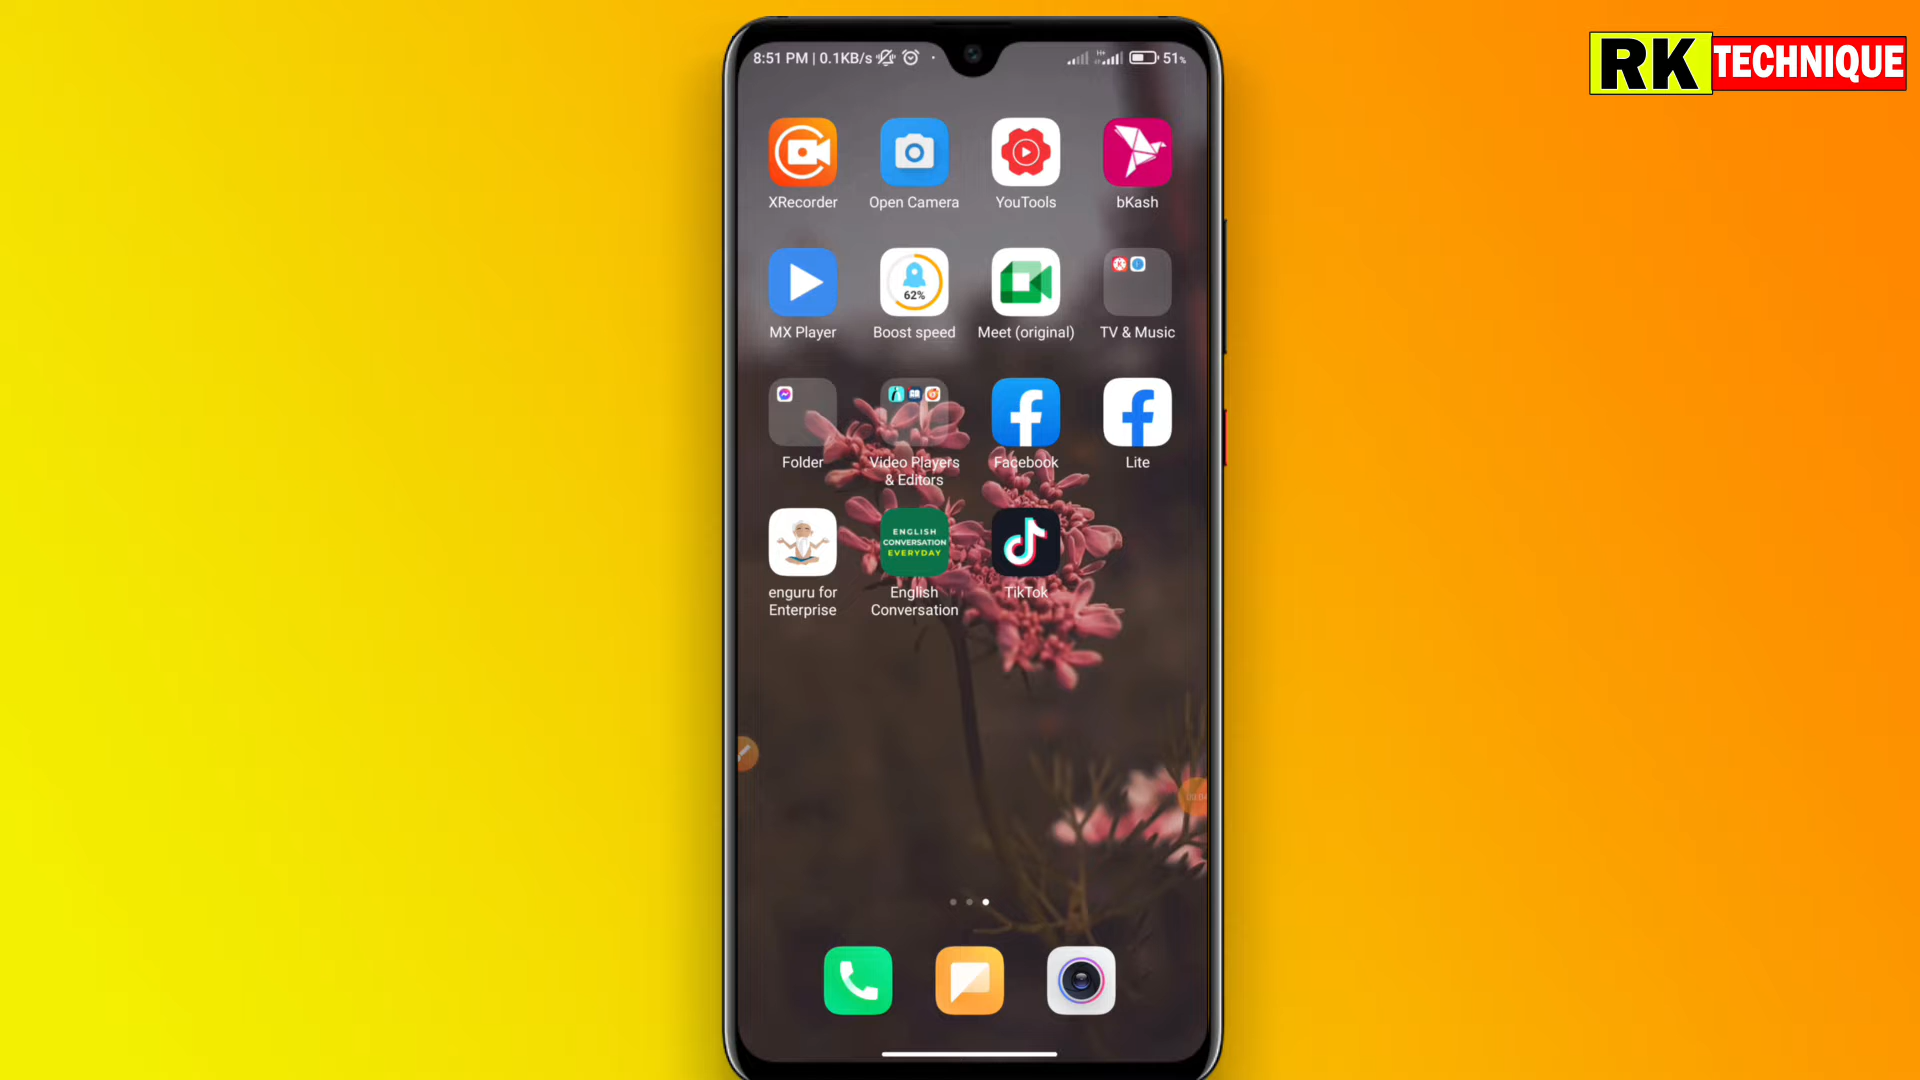 RK TECHNIQUE
8:51 PM | 0.1KB/s
51%
XRecorder
Open Camera
YouTools
bKash
62%
MX Player
Boost speed
Meet (original)
TV & Music
Folder
Video Players
& Editors
Facebook
Lite
ENGLISH
CONVERSATION
EVERYDAY
enguru for
Enterprise
English
Conversation
TikTok